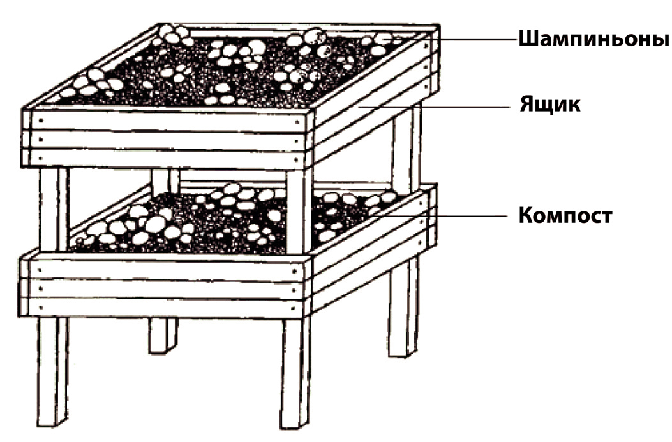 Шампиньоны
Ящик
Компост